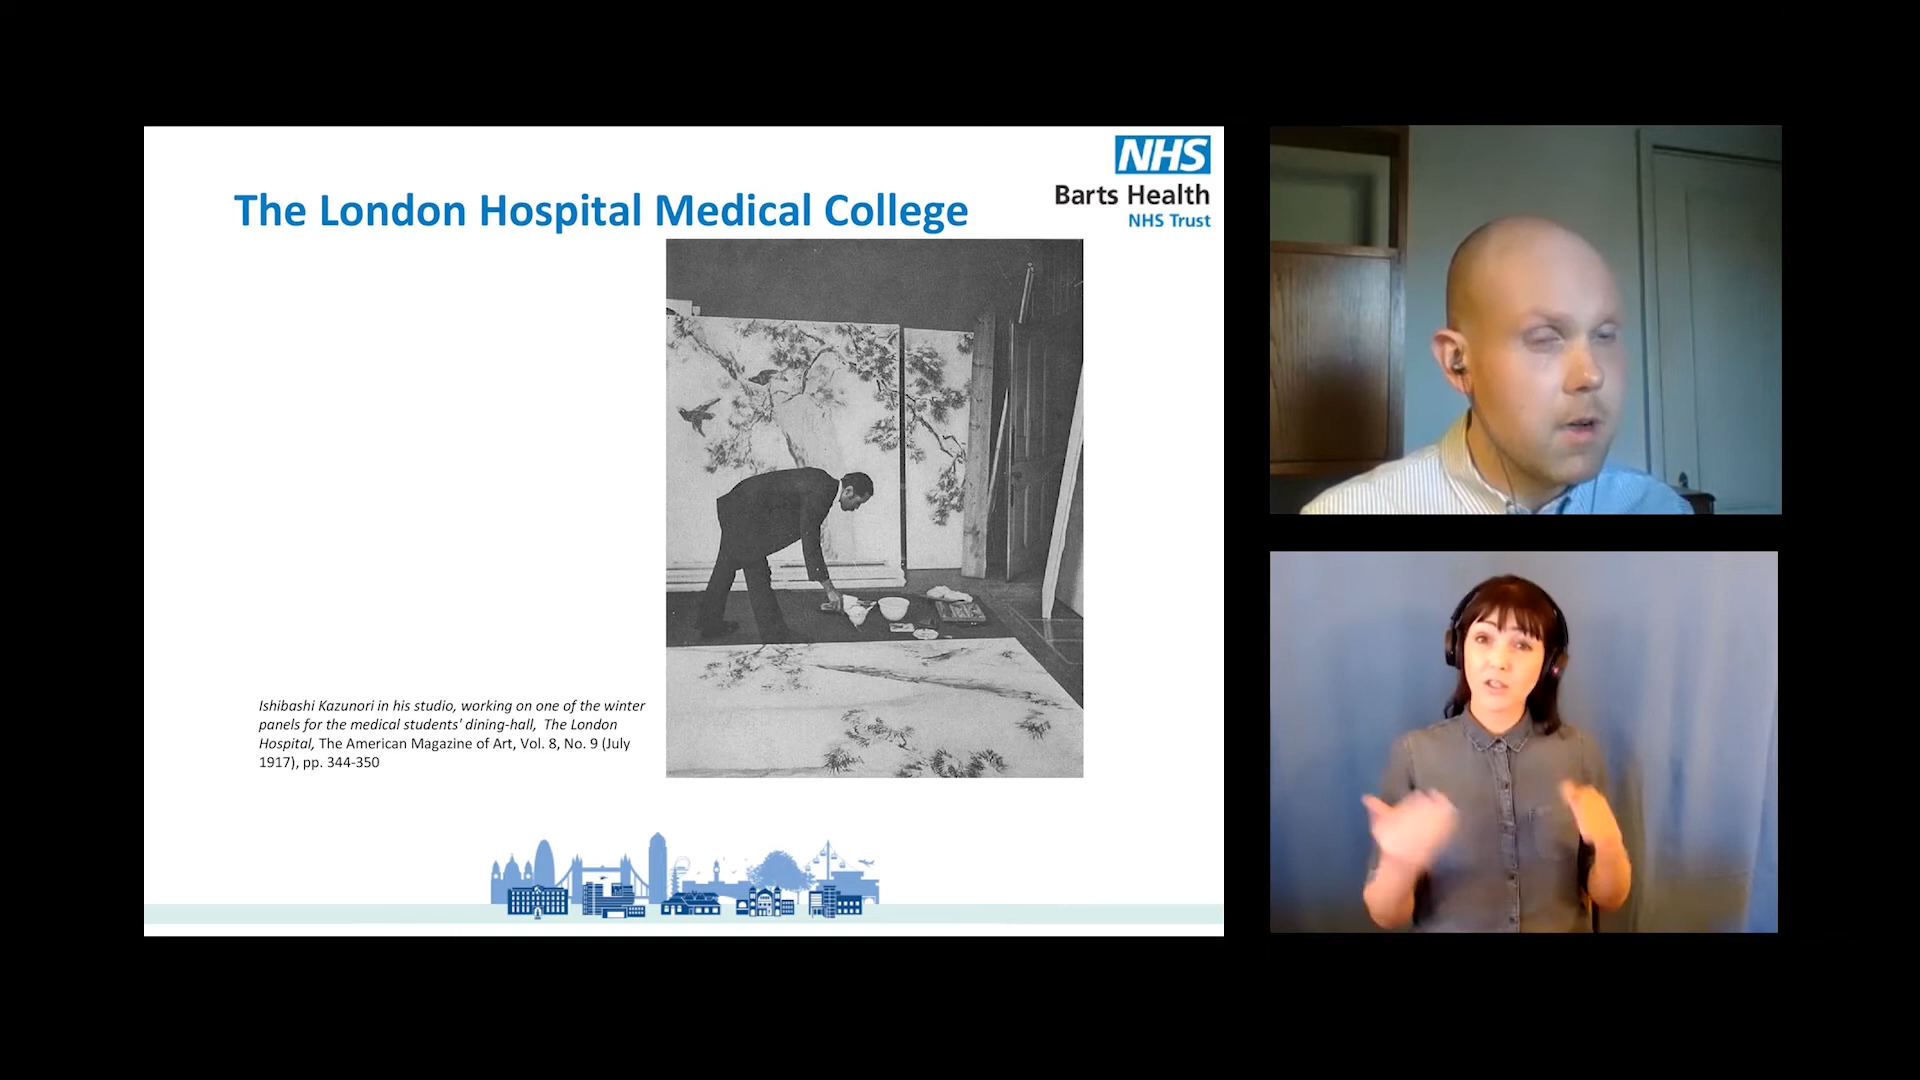 NHS
Barts Health
NHS Trust
The London Hospital Medical College
Ishibashi Kazunori in his studio, working on one of the winter
panels for the medical students' dining-hall, The London
Hospital, The American Magazine of Art, Vol. 8, No. 9 (July
1917), pp. 344-350